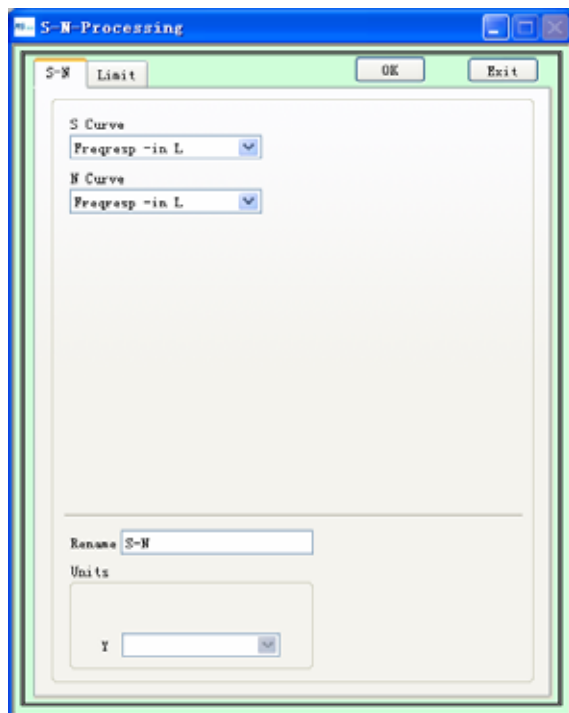 S-N-Processing
S-N Limit OK Exit
S Curve
Freqresp -in L
N Curve
Freqresp -in L
Rename S-N
Units
Y